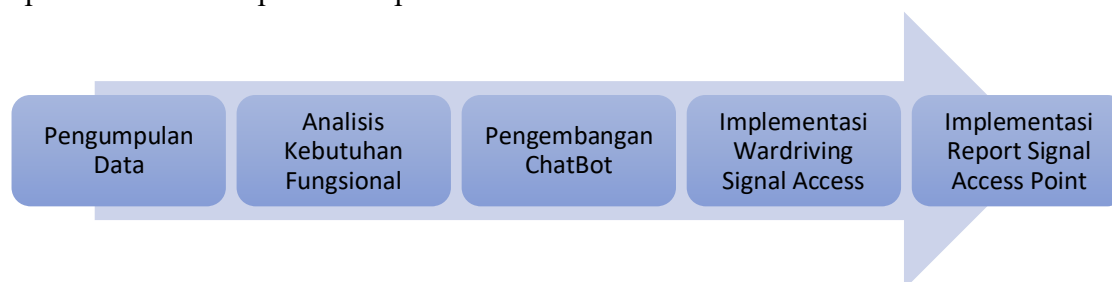 Pengumpulan
Data
Analisis
Kebutuhan
Fungsional
Pengembangan
ChatBot
Implementasi
Wardriving
Signal Access
Implementasi
Report Signal
Access Point